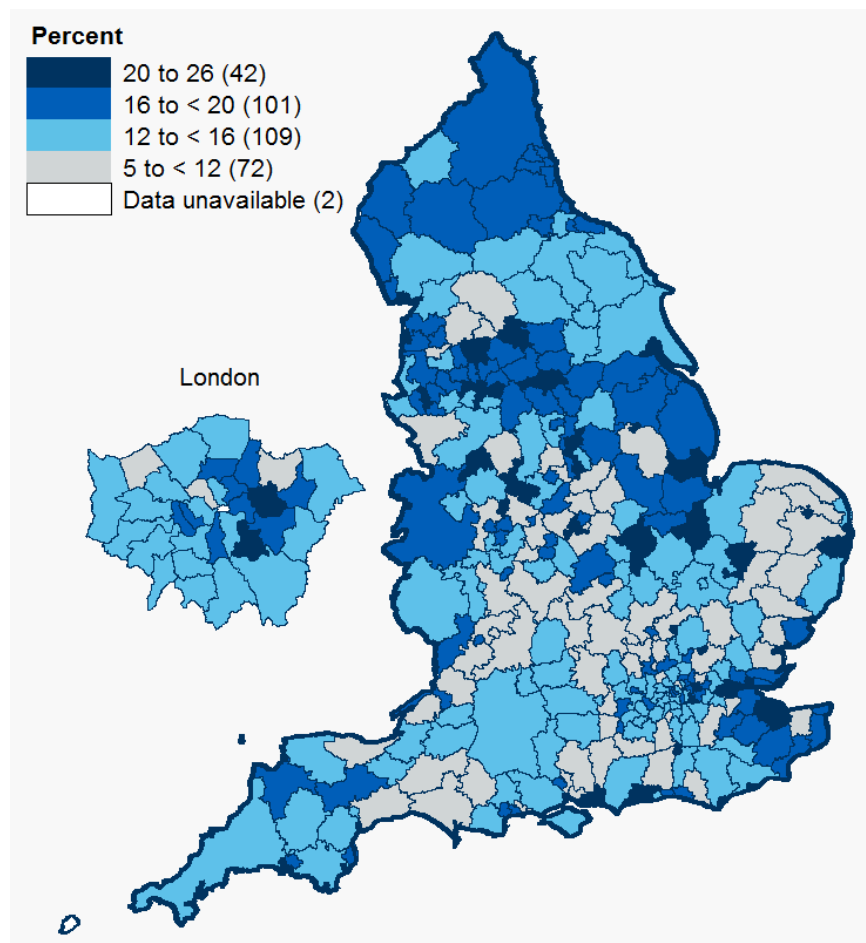 Percent
20 to 26 (42)
16 to < 20 (101)
12 to < 16 (109)
5 to < 12 (72)
Data unavailable (2)
London